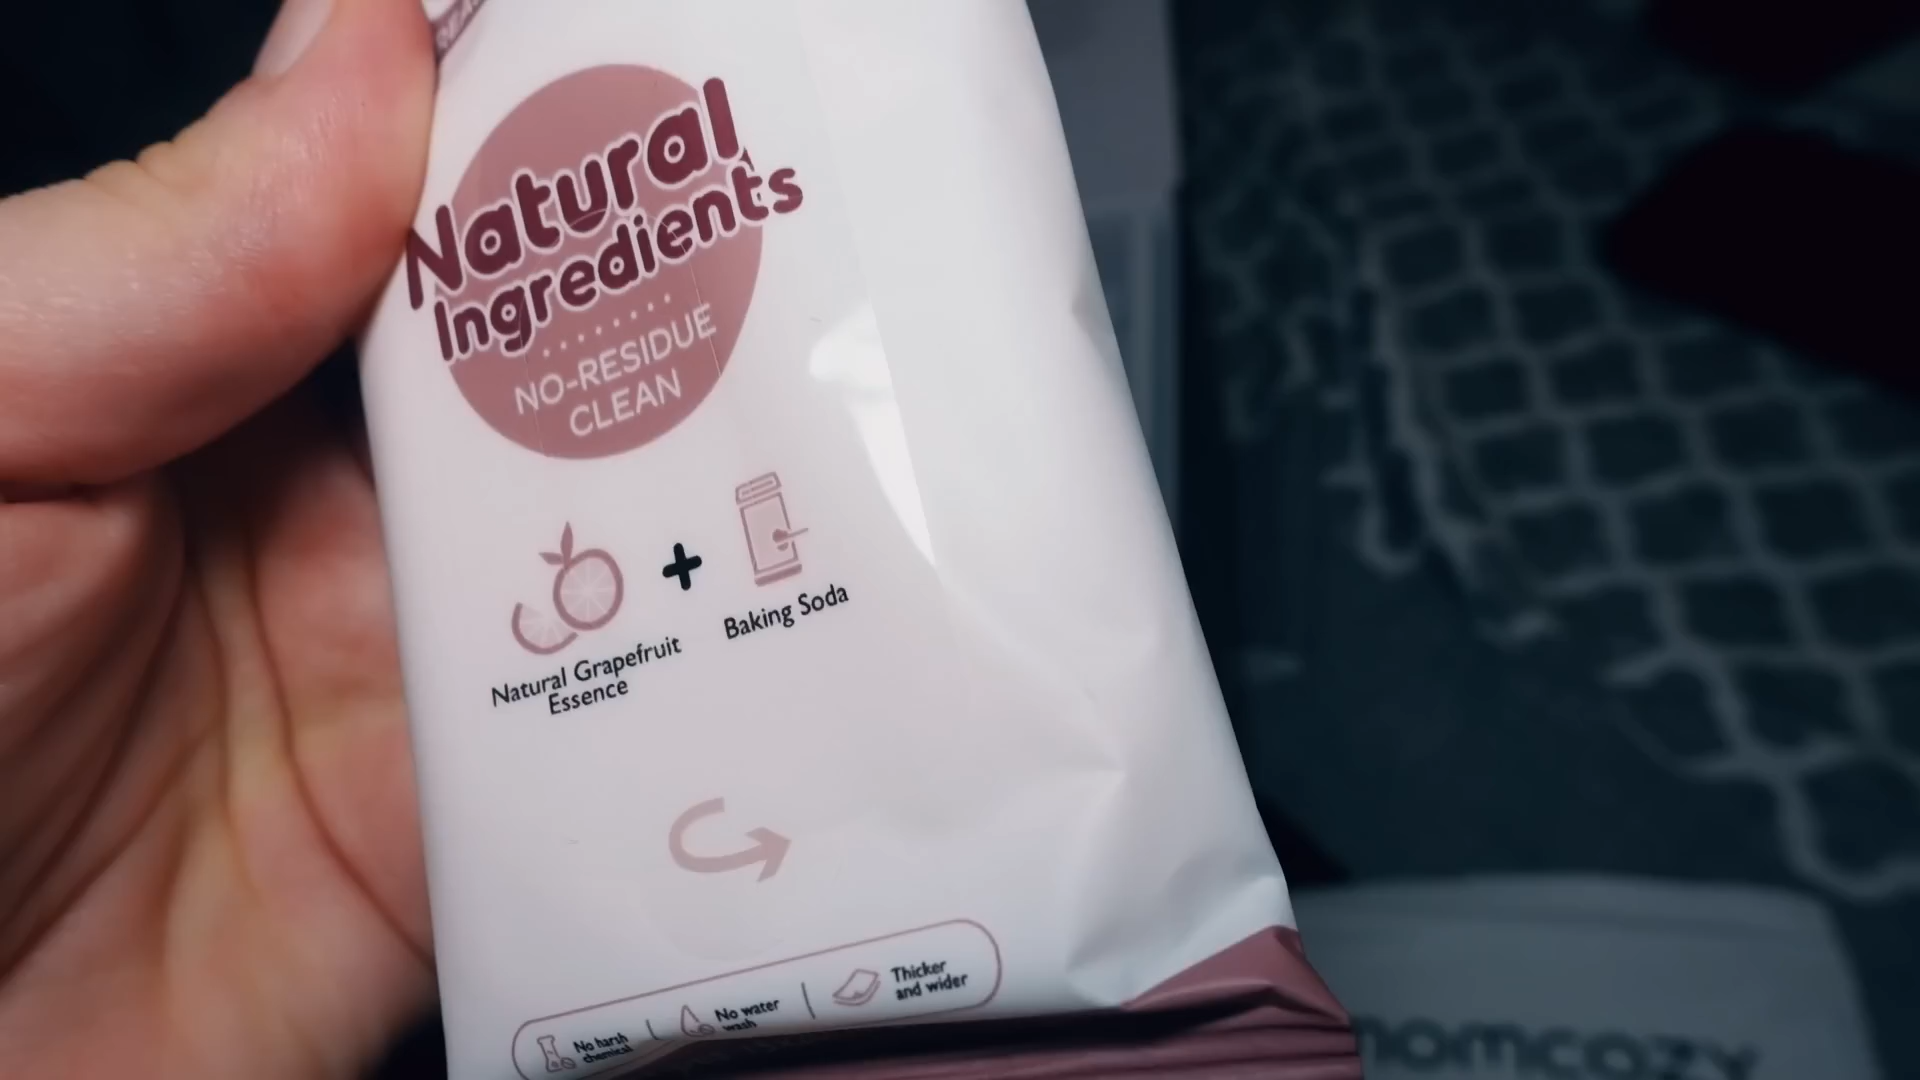 Natural
Ingredients
NO-RESIDUE
CLEAN
Natural Grapefruit
Essence
Baking Soda
No harsh
chemical
No water
wash
Thicker
and wider
momcozy